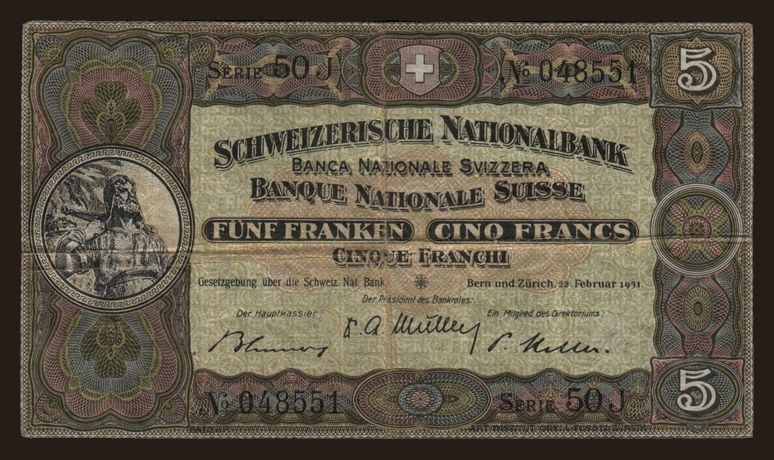 SERIE 50 J No 048551 5
SCHWEIZERISCHE NATIONALBANK
BANCA NAZIONALE SVIZZERA
BANQUE NATIONALE SUISSE
FÜNF FRANKEN CINQ FRANCS
CINQUE FRANCHI
Gesetzgebung über die Schweiz. Nat. Bank Bern und Zürich, 22. Februar 1951.
Der Präsident des Bankrates:
Der Hauptkassier Ein Mitglied des Direktoriums
No 048551 SERIE 50 J 5